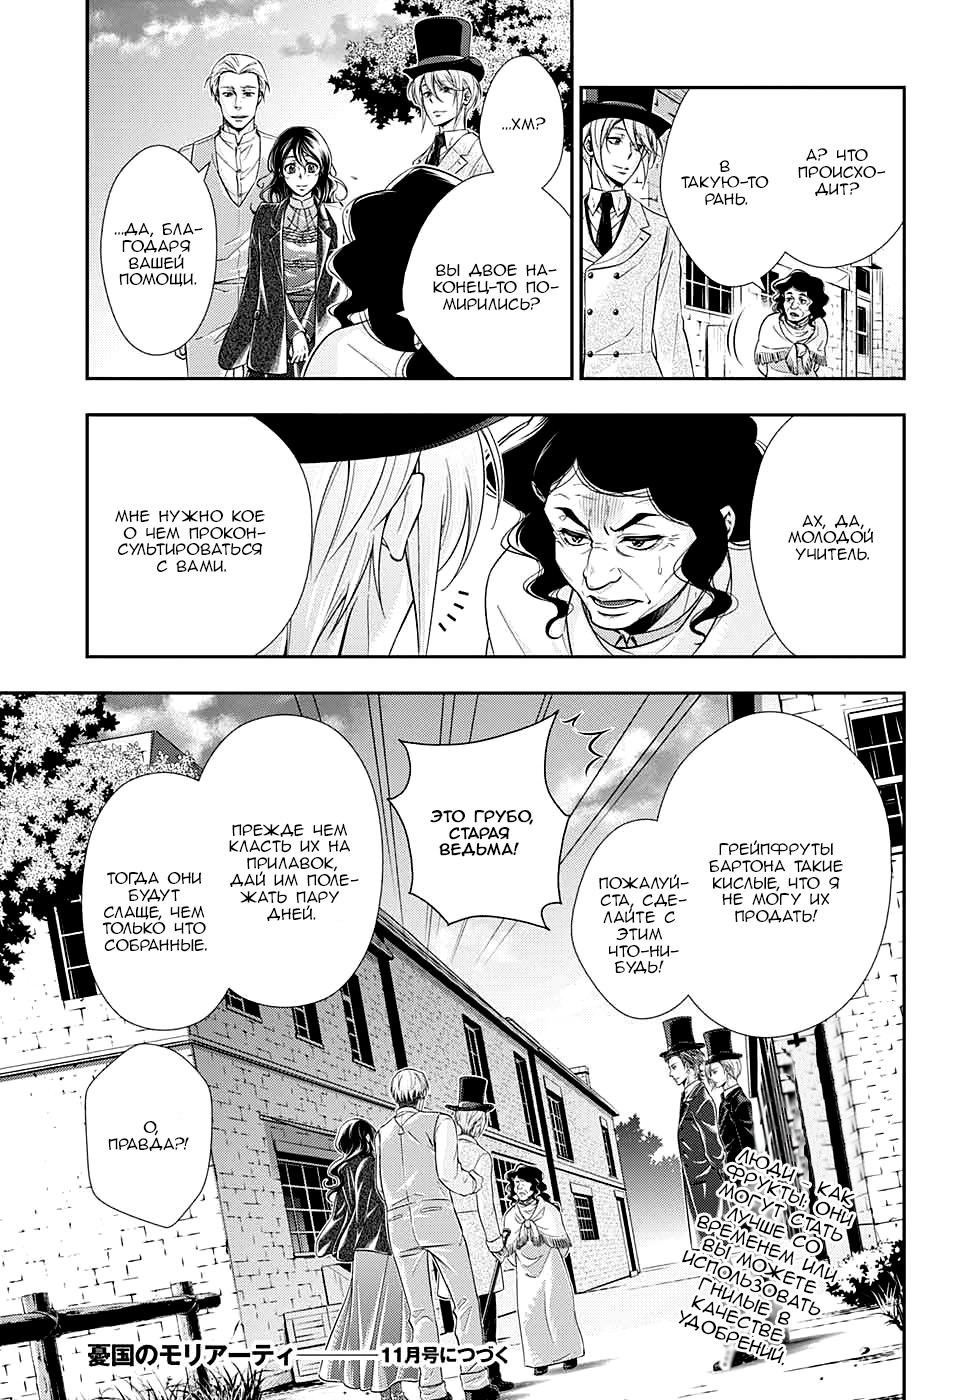 А? ЧТО
ПРОИСХО-
ДИТ?
В
ТАКУЮ-ТО
РАНЬ.
...ХМ?
ВЫ ДВОЕ НА-
КОНЕЦ-ТО ПО-
МИРИЛИСЬ?
...ДА, БЛА-
ГОДАРЯ
ВАШЕЙ
ПОМОЩИ.
АХ, ДА,
МОЛОДОЙ
УЧИТЕЛЬ.
МНЕ НУЖНО КОЕ
О ЧЕМ ПРОКОН-
СУЛЬТИРОВАТЬСЯ
С ВАМИ.
ГРЕЙПФРУТЫ
БАРТОНА ТАКИЕ
КИСЛЫЕ, ЧТО Я
НЕ МОГУ ИХ
ПРОДАТЬ!
ПОЖАЛУЙ-
СТА, СДЕ-
ЛАЙТЕ С
ЭТИМ
ЧТО-НИ-
БУДЬ!
ЭТО ГРУБО,
СТАРАЯ
ВЕДЬМА!
ПРЕЖДЕ ЧЕМ
КЛАСТЬ ИХ НА
ПРИЛАВОК,
ДАЙ ИМ ПОЛЕ-
ЖАТЬ ПАРУ
ДНЕЙ.
ТОГДА ОНИ
БУДУТ
СЛАЩЕ, ЧЕМ
ТОЛЬКО ЧТО
СОБРАННЫЕ.
О,
ПРАВДА?!
ЛЮДИ - КАК
ФРУКТЫ. ОНИ
МОГУТ СТАТЬ
ЛУЧШЕ СО
ВРЕМЕНЕМ ИЛИ
ВЫ МОЖЕТЕ
ИСПОЛЬЗОВАТЬ
ГНИЛЫЕ В
КАЧЕСТВЕ
УДОБРЕНИЙ.
憂国のモリアーティ————11月号につづく